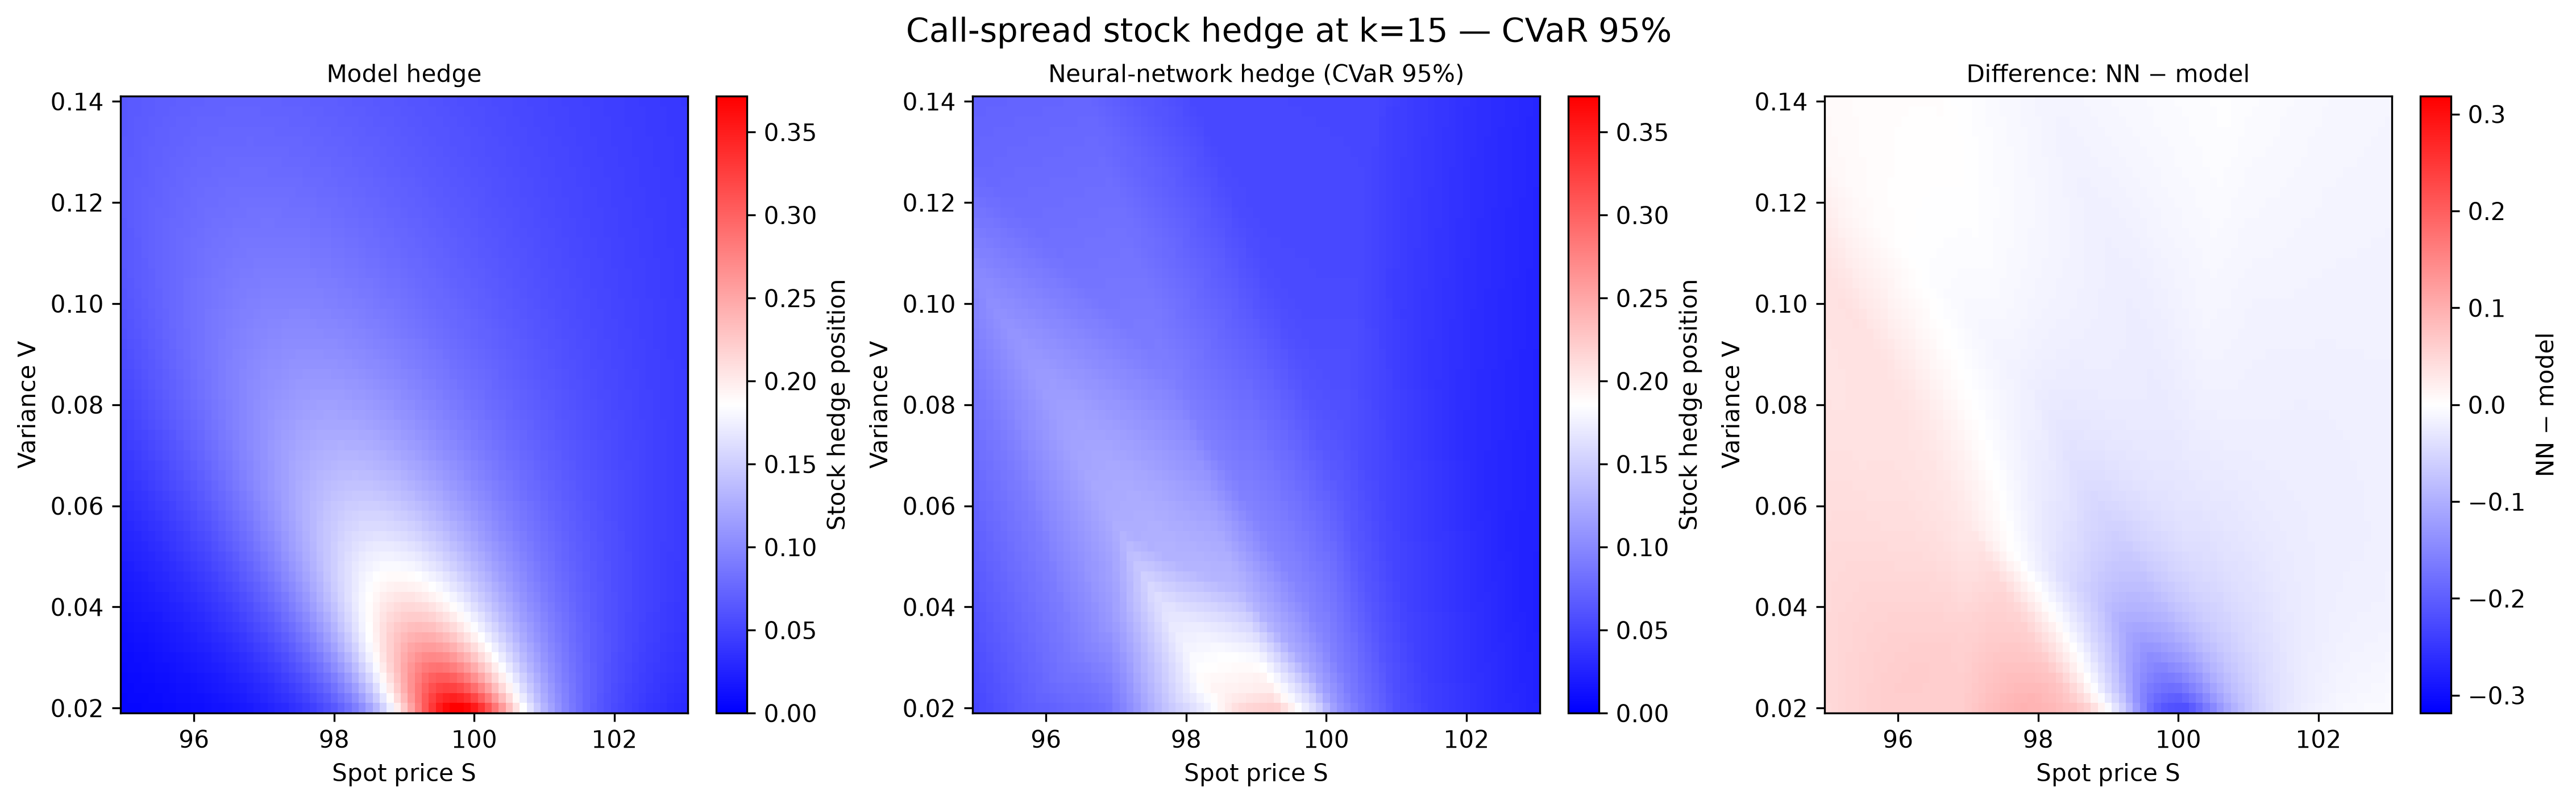 Call-spread stock hedge at k=15 — CVaR 95%
Model hedge
0.14
0.12
0.10
0.08
0.06
0.04
0.02
Variance V
96 98 100 102
Spot price S
0.35
0.30
0.25
0.20
0.15
0.10
0.05
0.00
Stock hedge position
Neural-network hedge (CVaR 95%)
0.14
0.12
0.10
0.08
0.06
0.04
0.02
Variance V
96 98 100 102
Spot price S
0.35
0.30
0.25
0.20
0.15
0.10
0.05
0.00
Stock hedge position
Difference: NN − model
0.14
0.12
0.10
0.08
0.06
0.04
0.02
Variance V
96 98 100 102
Spot price S
0.3
0.2
0.1
0.0
−0.1
−0.2
−0.3
NN − model